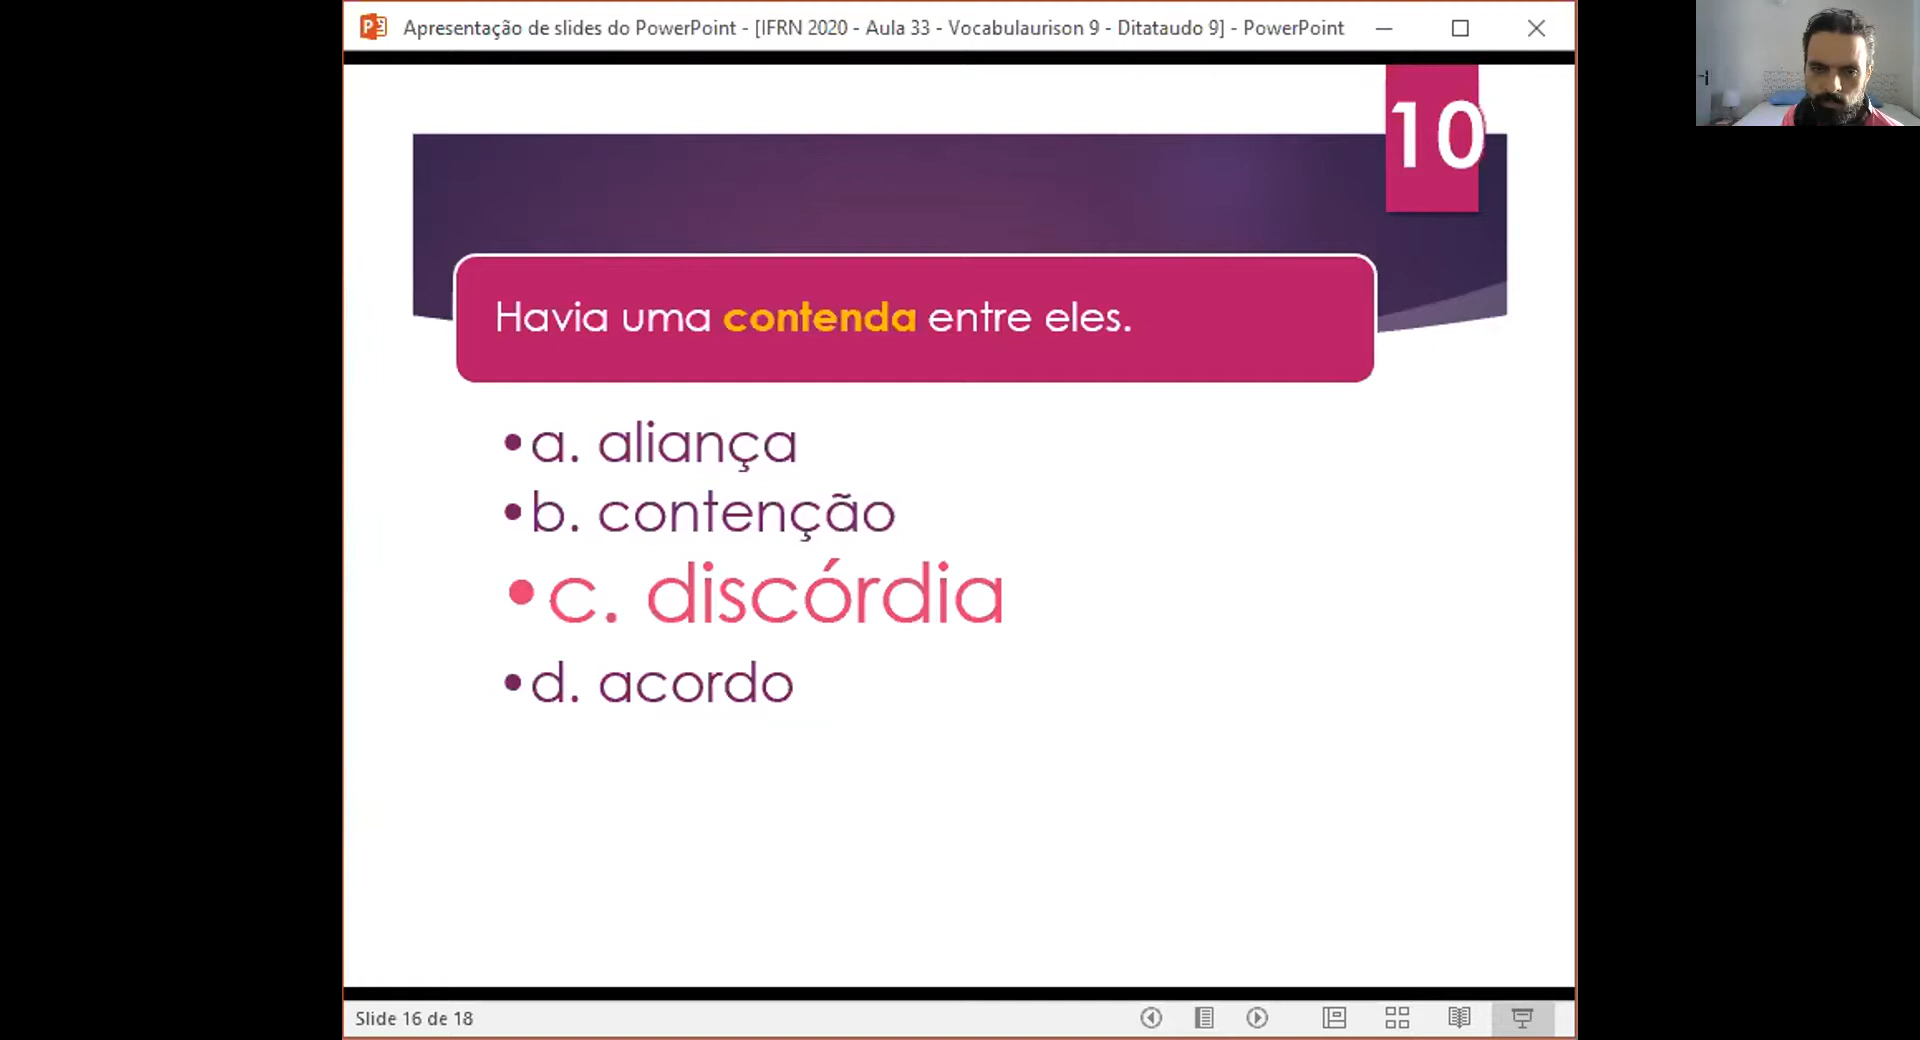 Apresentação de slides do PowerPoint - [IFRN 2020 - Aula 33 - Vocabulaurison 9 - Ditataudo 9] - PowerPoint
10
Havia uma contenda entre eles.
•a. aliança
•b. contenção
•c. discórdia
•d. acordo
Slide 16 de 18